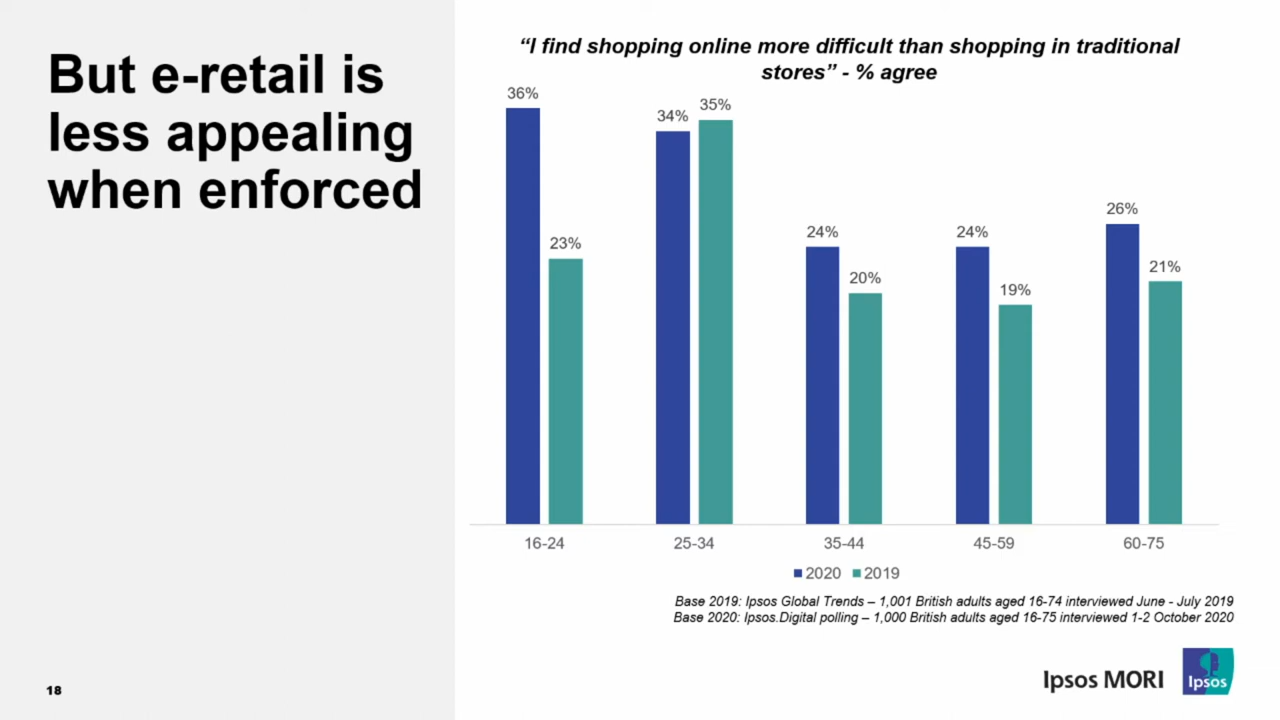 But e-retail is
less appealing
when enforced
“I find shopping online more difficult than shopping in traditional
stores” - % agree
36%
23%
34%
35%
24%
20%
24%
19%
26%
21%
16-24
25-34
35-44
45-59
60-75
2020
2019
Base 2019: Ipsos Global Trends – 1,001 British adults aged 16-74 interviewed June - July 2019
Base 2020: Ipsos.Digital polling – 1,000 British adults aged 16-75 interviewed 1-2 October 2020
18
Ipsos MORI
Ipsos